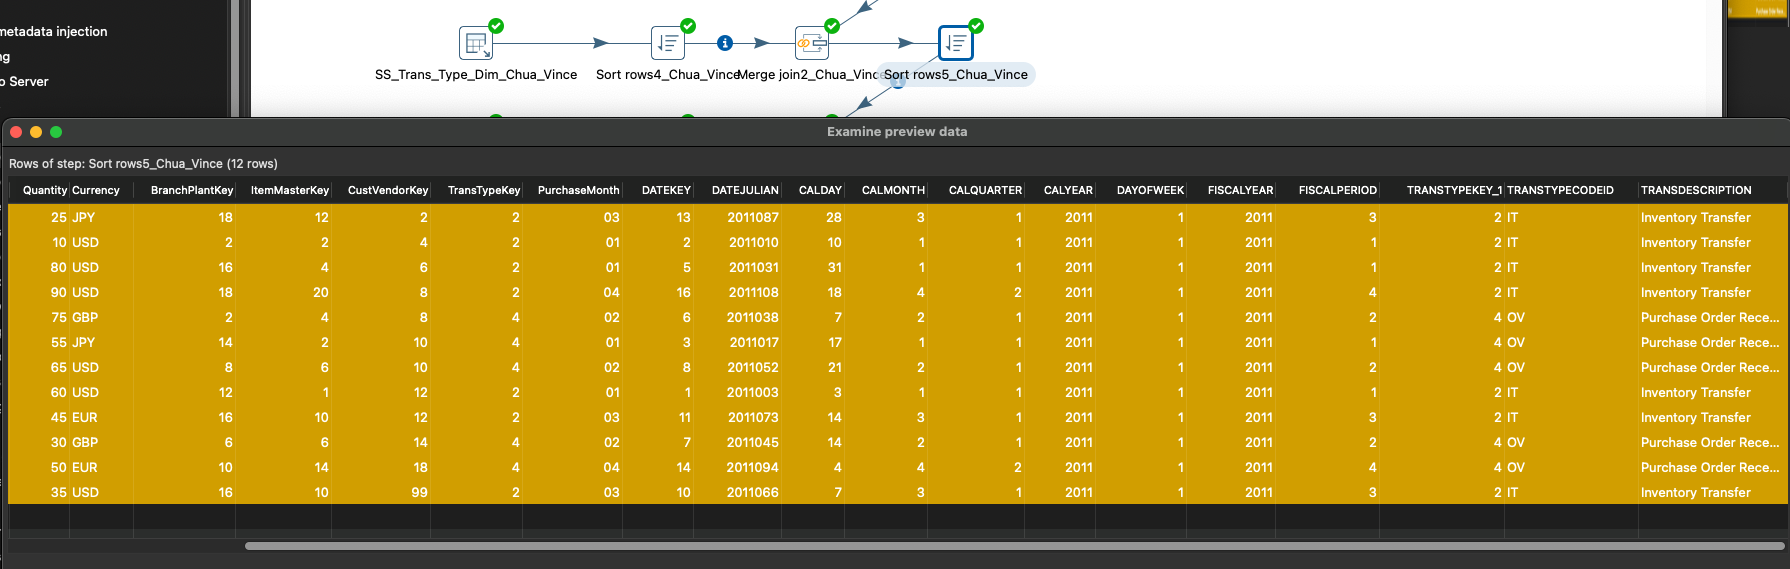 metadata injection
ng
o Server
SS_Trans_Type_Dim_Chua_Vince
Sort rows4_Chua_Vince
Merge join2_Chua_Vince
Sort rows5_Chua_Vince
Examine preview data
Rows of step: Sort rows5_Chua_Vince (12 rows)
Quantity Currency BranchPlantKey ItemMasterKey CustVendorKey TransTypeKey PurchaseMonth DATEKEY DATEJULIAN CALDAY CALMONTH CALQUARTER CALYEAR DAYOFWEEK FISCALYEAR FISCALPERIOD TRANSTYPEKEY_1 TRANSTYPECODEID TRANSDESCRIPTION
25 JPY 18 12 2 2 03 13 2011087 28 3 1 2011 1 2011 3 2 IT Inventory Transfer
10 USD 2 2 4 2 01 2 2011010 10 1 1 2011 1 2011 1 2 IT Inventory Transfer
80 USD 16 4 6 2 01 5 2011031 31 1 1 2011 1 2011 1 2 IT Inventory Transfer
90 USD 18 20 8 2 04 16 2011108 18 4 2 2011 1 2011 4 2 IT Inventory Transfer
75 GBP 2 4 8 4 02 6 2011038 7 2 1 2011 1 2011 2 4 OV Purchase Order Rece...
55 JPY 14 2 10 4 01 3 2011017 17 1 1 2011 1 2011 1 4 OV Purchase Order Rece...
65 USD 8 6 10 4 02 8 2011052 21 2 1 2011 1 2011 2 4 OV Purchase Order Rece...
60 USD 12 1 12 2 01 1 2011003 3 1 1 2011 1 2011 1 2 IT Inventory Transfer
45 EUR 16 10 12 2 03 11 2011073 14 3 1 2011 1 2011 3 2 IT Inventory Transfer
30 GBP 6 6 14 4 02 7 2011045 14 2 1 2011 1 2011 2 4 OV Purchase Order Rece...
50 EUR 10 14 18 4 04 14 2011094 4 4 2 2011 1 2011 4 4 OV Purchase Order Rece...
35 USD 16 10 99 2 03 10 2011066 7 3 1 2011 1 2011 3 2 IT Inventory Transfer